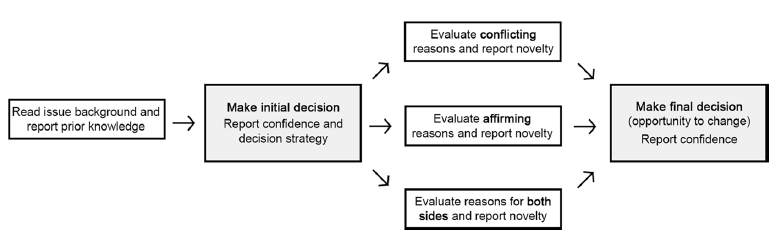 Read issue background and
report prior knowledge
Make initial decision
Report confidence and
decision strategy
Evaluate conflicting
reasons and report novelty
Evaluate affirming
reasons and report novelty
Evaluate reasons for both
sides and report novelty
Make final decision
(opportunity to change)
Report confidence